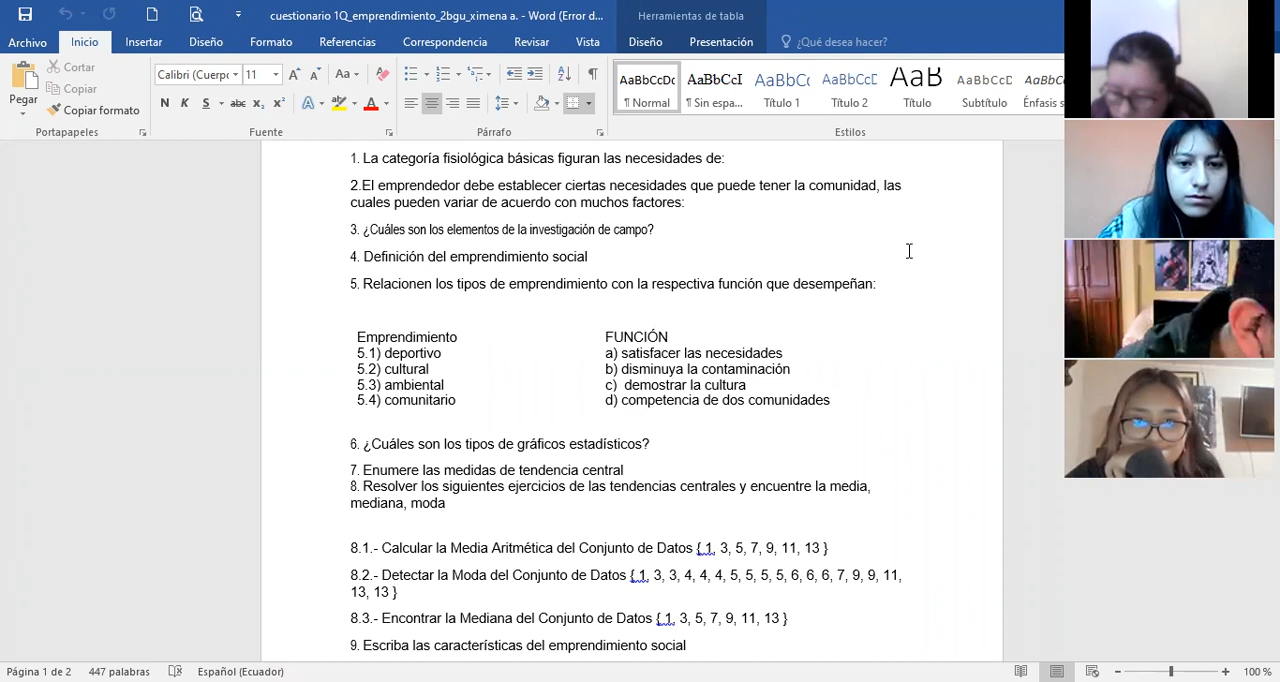 cuestionario 1Q_emprendimiento_2bgu_ximena a. - Word (Error d...
Herramientas de tabla
Archivo
Inicio
Insertar
Diseño
Formato
Referencias
Correspondencia
Revisar
Vista
Diseño
Presentación
¿Qué desea hacer?
Pegar
Cortar
Copiar
Copiar formato
Portapapeles
Calibri (Cuerpo
11
Aa
N K S abc x₂ x²
Fuente
Párrafo
AaBbCcDc
¶ Normal
AaBbCcI
¶ Sin espa...
AaBbC
Título 1
AaBbCcD
Título 2
AaB
Título
AaBbCcD
Subtítulo
AaBbCc
Énfasis s
Estilos
1. La categoría fisiológica básicas figuran las necesidades de:
2.El emprendedor debe establecer ciertas necesidades que puede tener la comunidad, las
cuales pueden variar de acuerdo con muchos factores:
3. ¿Cuáles son los elementos de la investigación de campo?
4. Definición del emprendimiento social
5. Relacionen los tipos de emprendimiento con la respectiva función que desempeñan:
Emprendimiento FUNCIÓN
5.1) deportivo a) satisfacer las necesidades
5.2) cultural b) disminuya la contaminación
5.3) ambiental c) demostrar la cultura
5.4) comunitario d) competencia de dos comunidades
6. ¿Cuáles son los tipos de gráficos estadísticos?
7. Enumere las medidas de tendencia central
8. Resolver los siguientes ejercicios de las tendencias centrales y encuentre la media,
mediana, moda
8.1.- Calcular la Media Aritmética del Conjunto de Datos { 1, 3, 5, 7, 9, 11, 13 }
8.2.- Detectar la Moda del Conjunto de Datos { 1, 3, 3, 4, 4, 4, 5, 5, 5, 5, 6, 6, 6, 7, 9, 9, 11,
13, 13 }
8.3.- Encontrar la Mediana del Conjunto de Datos { 1, 3, 5, 7, 9, 11, 13 }
9. Escriba las características del emprendimiento social
Página 1 de 2
447 palabras
Español (Ecuador)
100 %